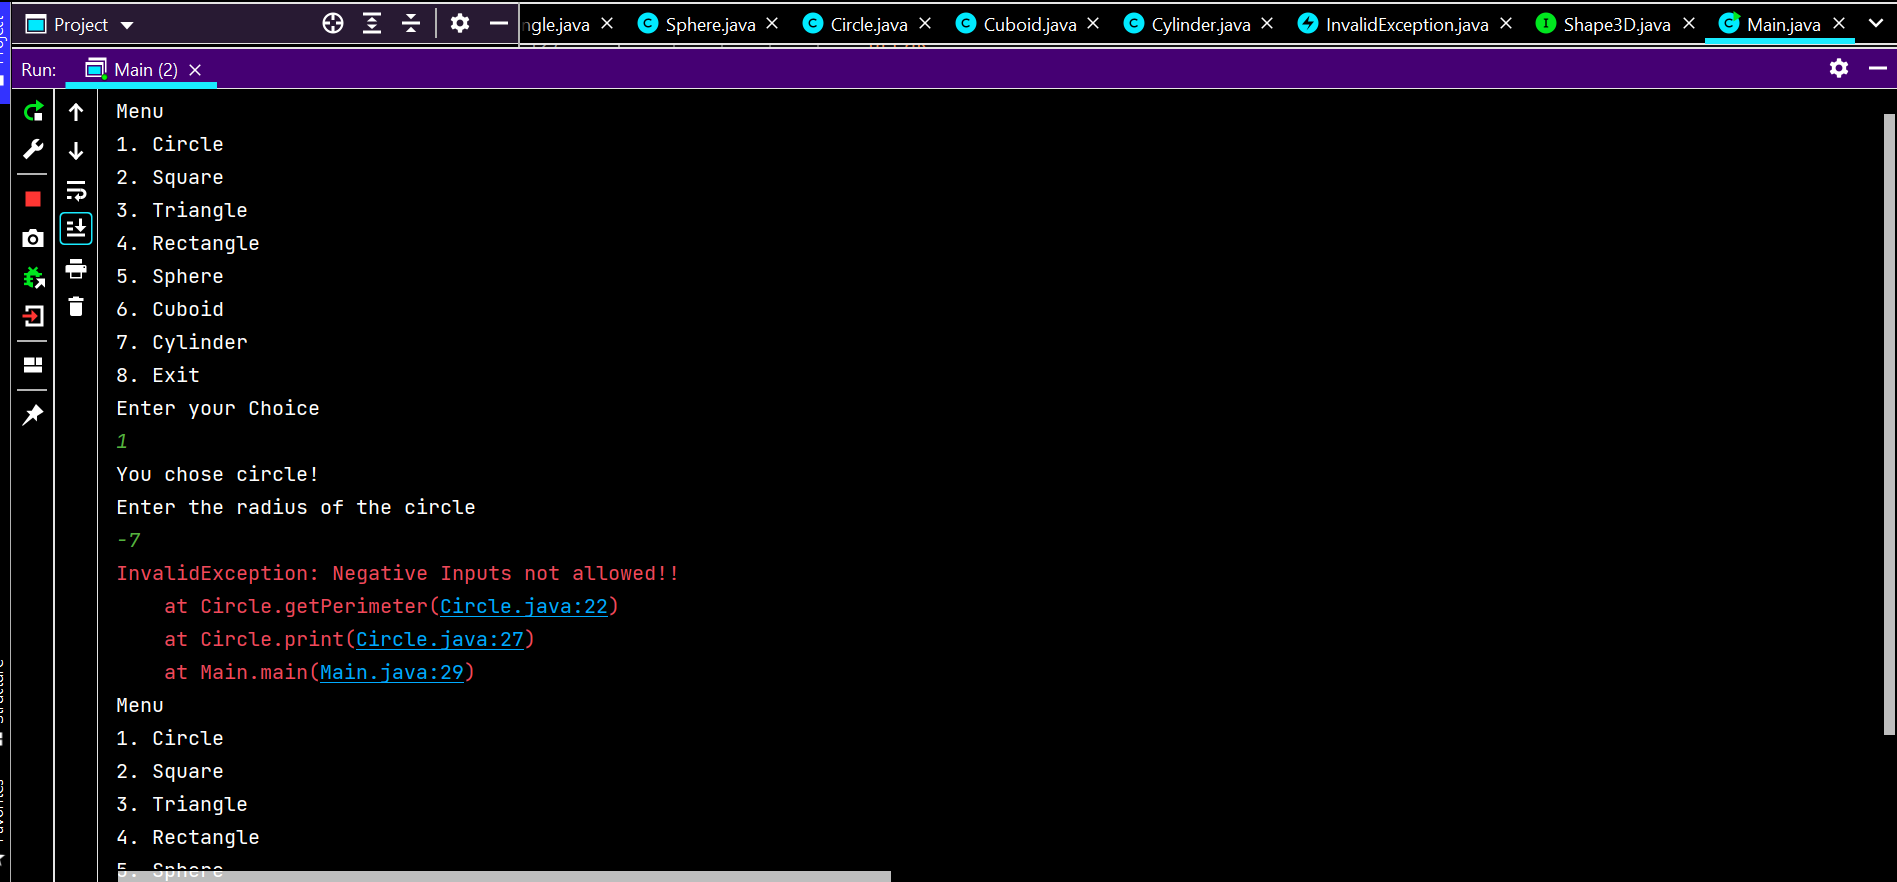 Project
ngle.java
Sphere.java
Circle.java
Cuboid.java
Cylinder.java
InvalidException.java
Shape3D.java
Main.java
Run:
Main (2)
Menu
1. Circle
2. Square
3. Triangle
4. Rectangle
5. Sphere
6. Cuboid
7. Cylinder
8. Exit
Enter your Choice
1
You chose circle!
Enter the radius of the circle
-7
InvalidException: Negative Inputs not allowed!!
at Circle.getPerimeter(Circle.java:22)
at Circle.print(Circle.java:27)
at Main.main(Main.java:29)
Menu
1. Circle
2. Square
3. Triangle
4. Rectangle
5. Sphere